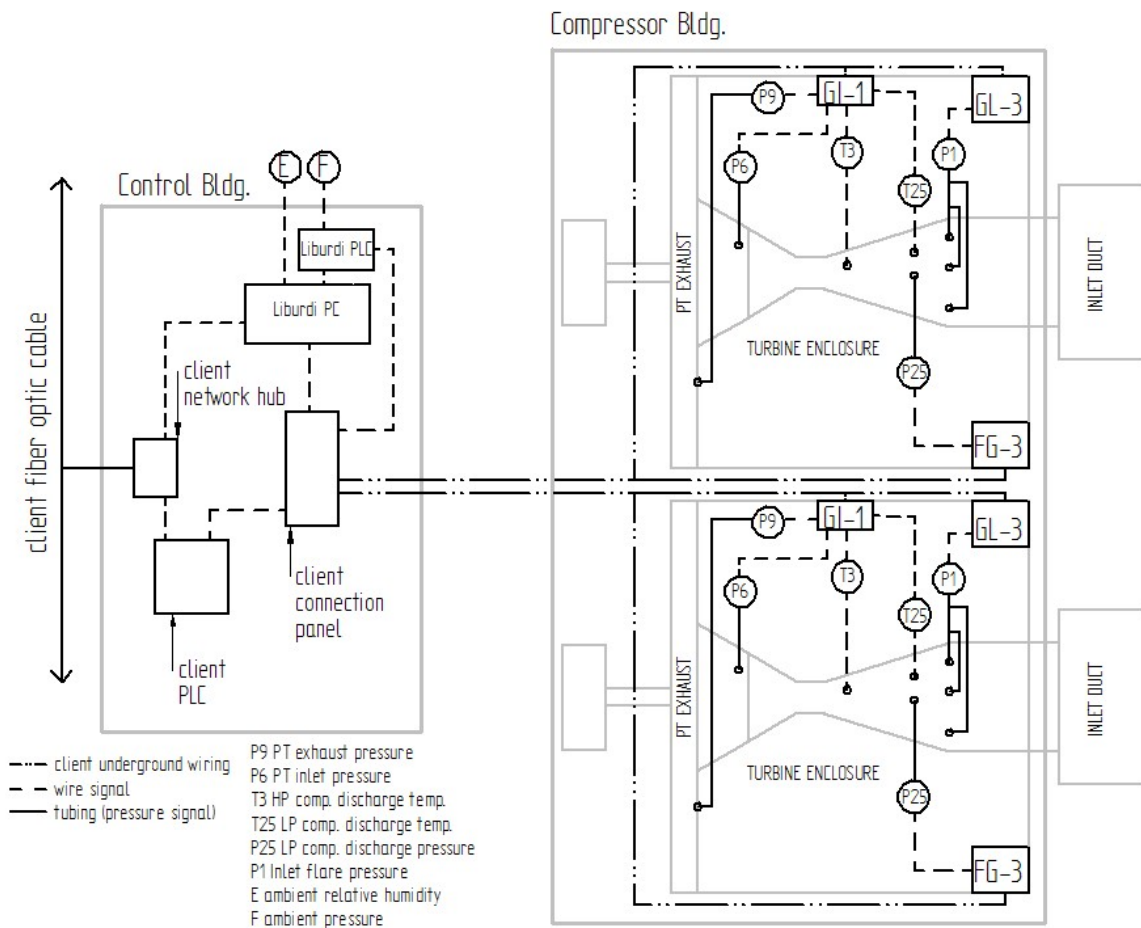 Compressor Bldg.
Control Bldg.
E
F
Liburdi PLC
Liburdi PC
client
network hub
client fiber optic cable
client
connection
panel
client
PLC
P9
GI-1
GL-3
P6
T3
P1
T25
PT EXHAUST
INLET DUCT
TURBINE ENCLOSURE
P25
FG-3
P9
GI-1
GL-3
P6
T3
P1
T25
PT EXHAUST
INLET DUCT
TURBINE ENCLOSURE
P25
FG-3
client underground wiring
wire signal
tubing (pressure signal)
P9 PT exhaust pressure
P6 PT inlet pressure
T3 HP comp. discharge temp.
T25 LP comp. discharge temp.
P25 LP comp. discharge pressure
P1 Inlet flare pressure
E ambient relative humidity
F ambient pressure